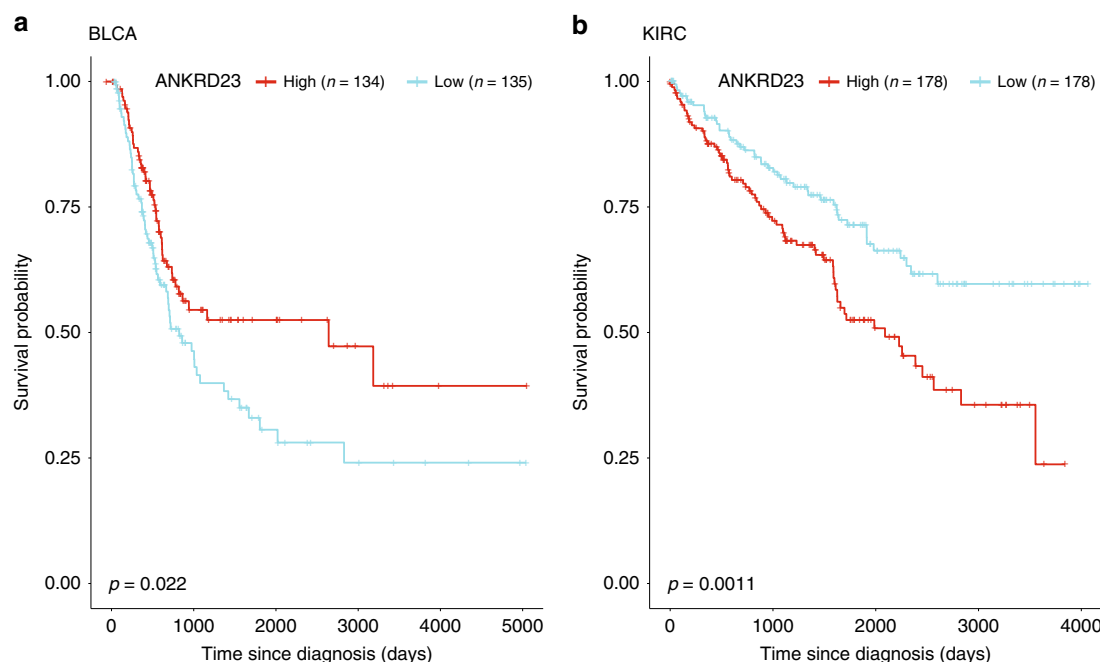 a
BLCA
ANKRD23 High (n = 134) Low (n = 135)
Survival probability
1.00
0.75
0.50
0.25
0.00
p = 0.022
0 1000 2000 3000 4000 5000
Time since diagnosis (days)
b
KIRC
ANKRD23 High (n = 178) Low (n = 178)
Survival probability
1.00
0.75
0.50
0.25
0.00
p = 0.0011
0 1000 2000 3000 4000
Time since diagnosis (days)